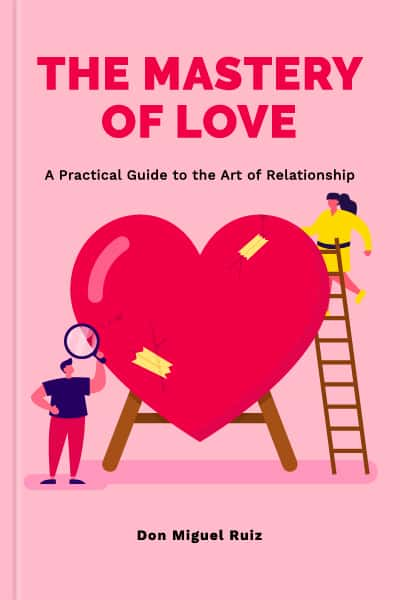 THE MASTERY
OF LOVE
A Practical Guide to the Art of Relationship
Don Miguel Ruiz